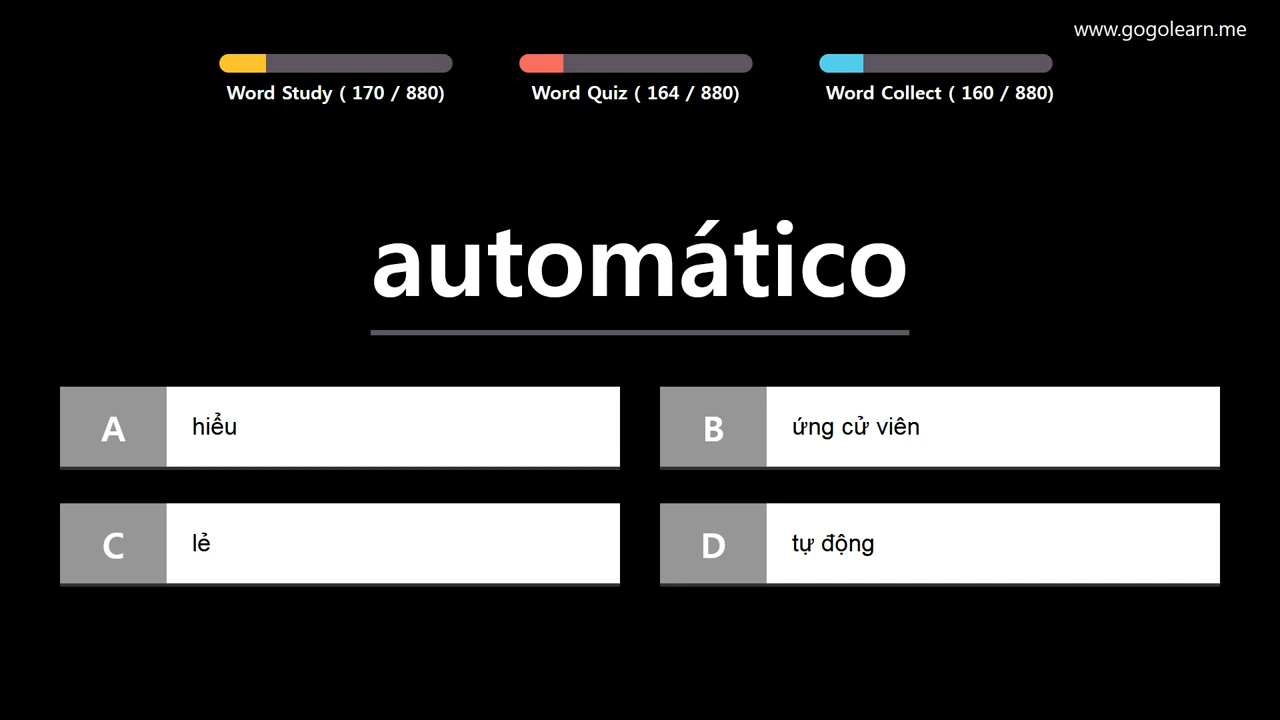 www.gogolearn.me
Word Study ( 170 / 880)
Word Quiz ( 164 / 880)
Word Collect ( 160 / 880)
automático
A hiểu
B ứng cử viên
C lẻ
D tự động